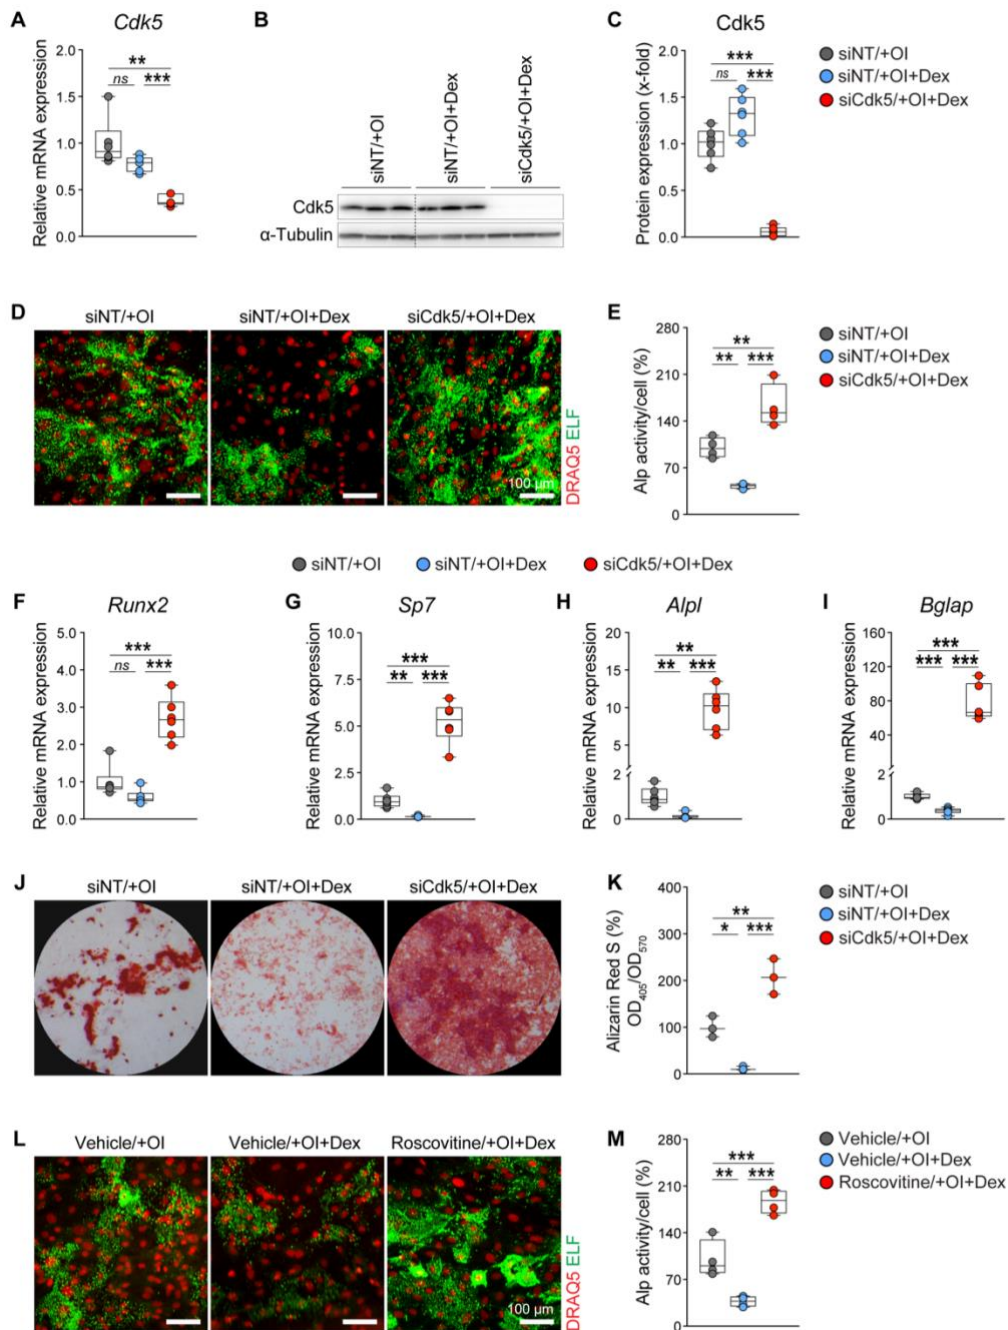 A
Cdk5
Relative mRNA expression
2.0
1.5
1.0
0.5
0.0
**
ns
***
B
siNT/+OI
siNT/+OI+Dex
siCdk5/+OI+Dex
Cdk5
α-Tubulin
C
Cdk5
Protein expression (x-fold)
2.0
1.5
1.0
0.5
0.0
***
ns
***
siNT/+OI
siNT/+OI+Dex
siCdk5/+OI+Dex
D
siNT/+OI
siNT/+OI+Dex
siCdk5/+OI+Dex
100 µm
DRAQ5 ELF
E
Alp activity/cell (%)
280
210
140
70
0
**
**
***
siNT/+OI
siNT/+OI+Dex
siCdk5/+OI+Dex
siNT/+OI
siNT/+OI+Dex
siCdk5/+OI+Dex
F
Runx2
Relative mRNA expression
5.0
4.0
3.0
2.0
1.0
0.0
***
ns
***
G
Sp7
Relative mRNA expression
10.0
7.5
5.0
2.5
0.0
***
**
***
H
Alpl
Relative mRNA expression
20
15
10
5
2
0
**
**
***
I
Bglap
Relative mRNA expression
160
120
80
40
2
0
***
***
***
J
siNT/+OI
siNT/+OI+Dex
siCdk5/+OI+Dex
K
Alizarin Red S (%)
OD405/OD570
400
300
200
100
0
**
*
***
siNT/+OI
siNT/+OI+Dex
siCdk5/+OI+Dex
L
Vehicle/+OI
Vehicle/+OI+Dex
Roscovitine/+OI+Dex
100 µm
DRAQ5 ELF
M
Alp activity/cell (%)
280
210
140
70
0
***
**
***
Vehicle/+OI
Vehicle/+OI+Dex
Roscovitine/+OI+Dex